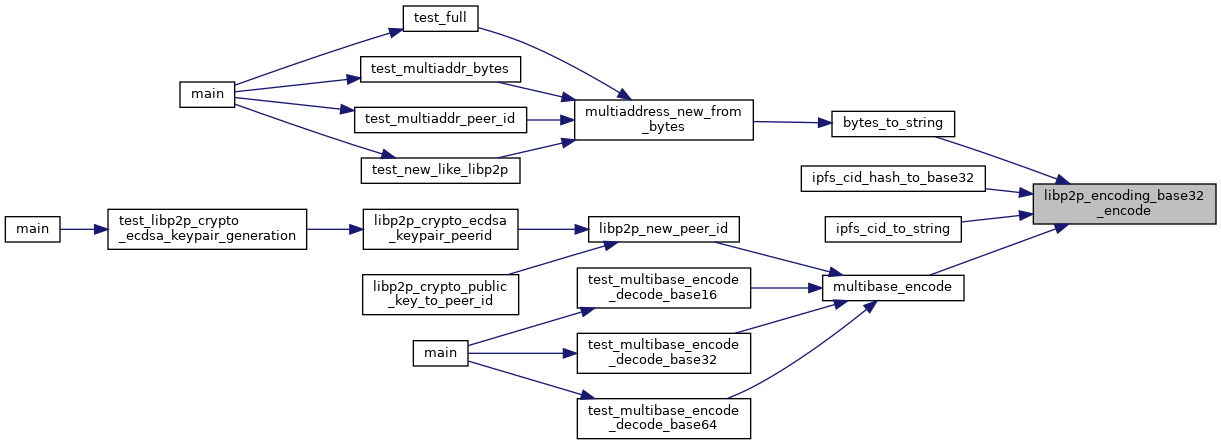 test_full
test_multiaddr_bytes
main
test_multiaddr_peer_id
test_new_like_libp2p
multiaddress_new_from
_bytes
bytes_to_string
ipfs_cid_hash_to_base32
ipfs_cid_to_string
libp2p_encoding_base32
_encode
main
test_libp2p_crypto
_ecdsa_keypair_generation
libp2p_crypto_ecdsa
_keypair_peerid
libp2p_new_peer_id
libp2p_crypto_public
_key_to_peer_id
test_multibase_encode
_decode_base16
multibase_encode
main
test_multibase_encode
_decode_base32
test_multibase_encode
_decode_base64